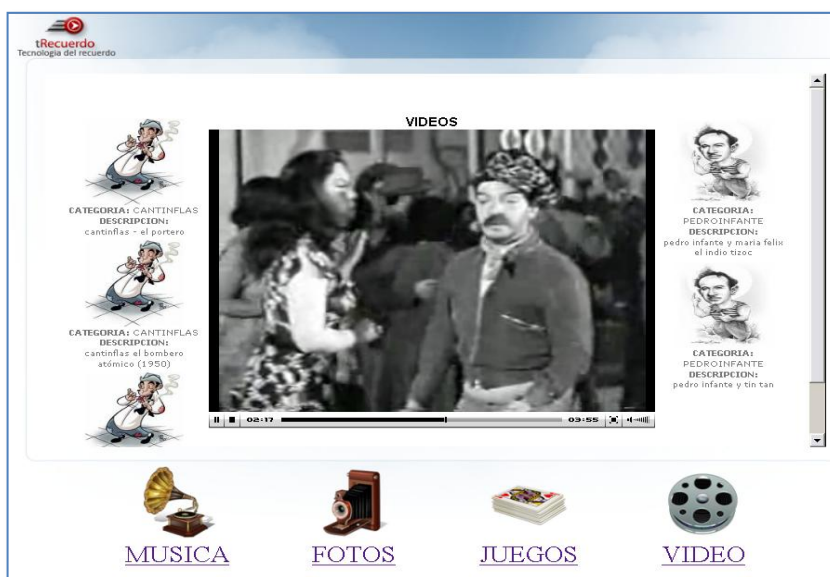 tRecuerdo
Tecnología del recuerdo
VIDEOS
CATEGORIA: CANTINFLAS
DESCRIPCION:
cantinflas - el portero
CATEGORIA: CANTINFLAS
DESCRIPCION:
cantinflas el bombero
atómico (1950)
02:17
03:55
CATEGORIA:
PEDROINFANTE
DESCRIPCION:
pedro infante y maria felix
el indio tizoc
CATEGORIA:
PEDROINFANTE
DESCRIPCION:
pedro infante y tin tan
MUSICA
FOTOS
JUEGOS
VIDEO